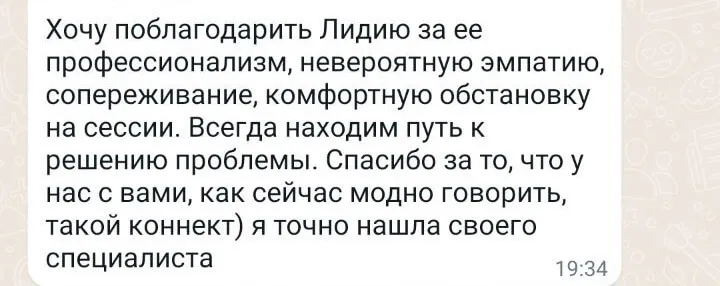 Хочу поблагодарить Лидию за ее
профессионализм, невероятную эмпатию,
сопереживание, комфортную обстановку
на сессии. Всегда находим путь к
решению проблемы. Спасибо за то, что у
нас с вами, как сейчас модно говорить,
такой коннект) я точно нашла своего
специалиста
19:34